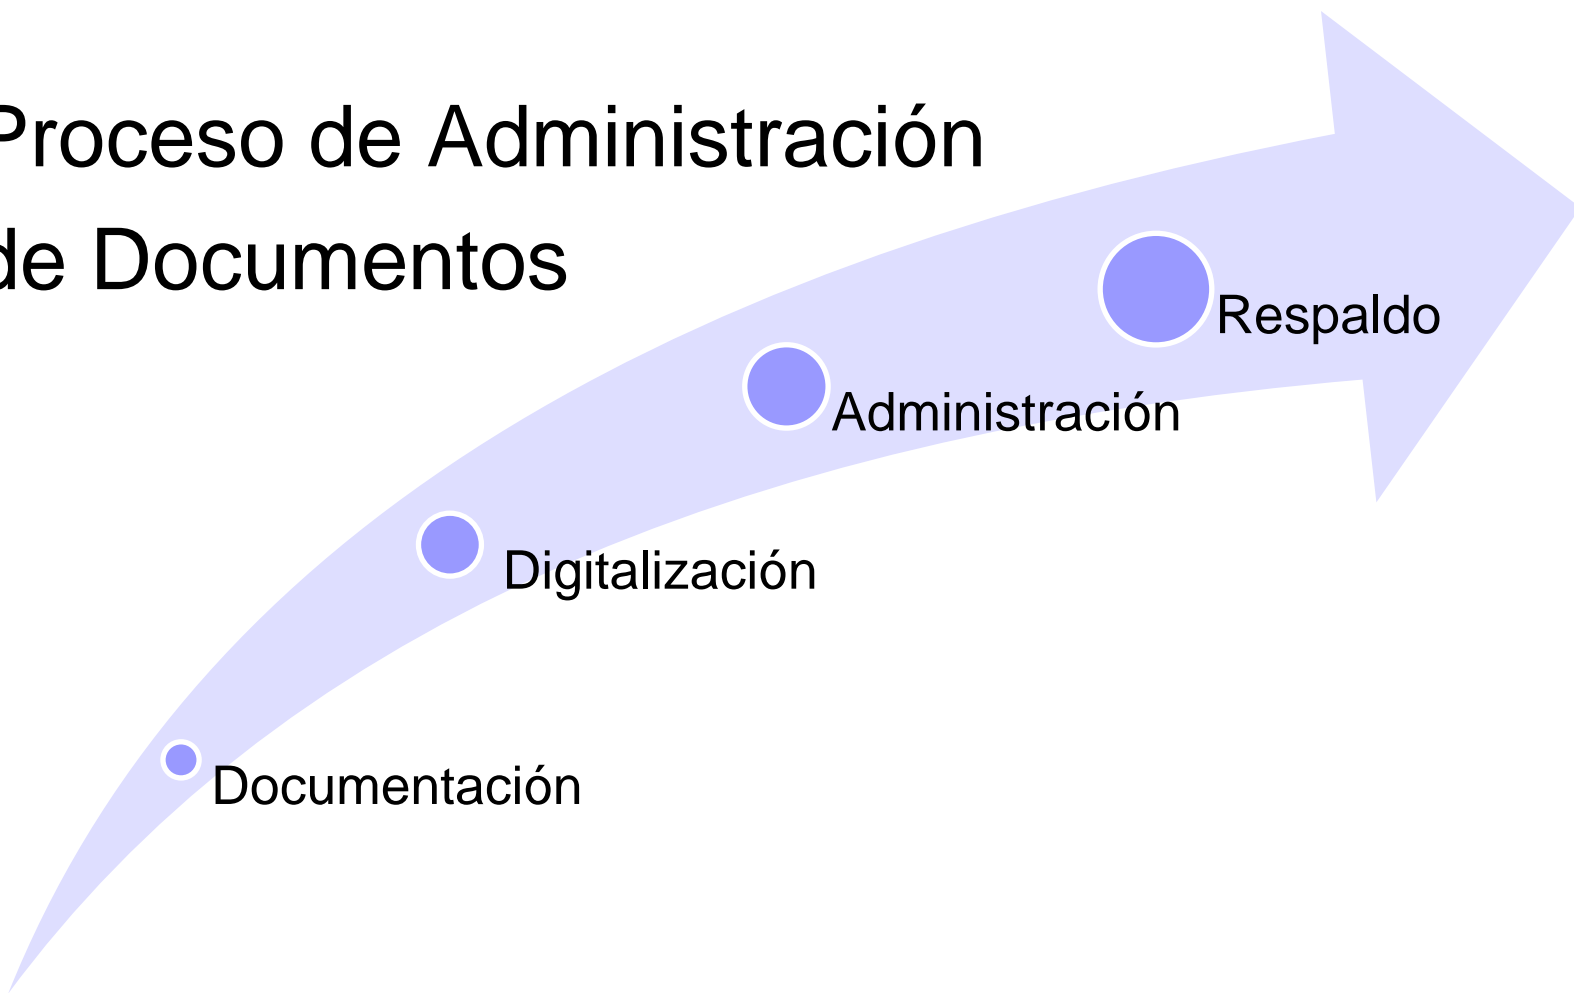 Proceso de Administración
de Documentos
Respaldo
Administración
Digitalización
Documentación